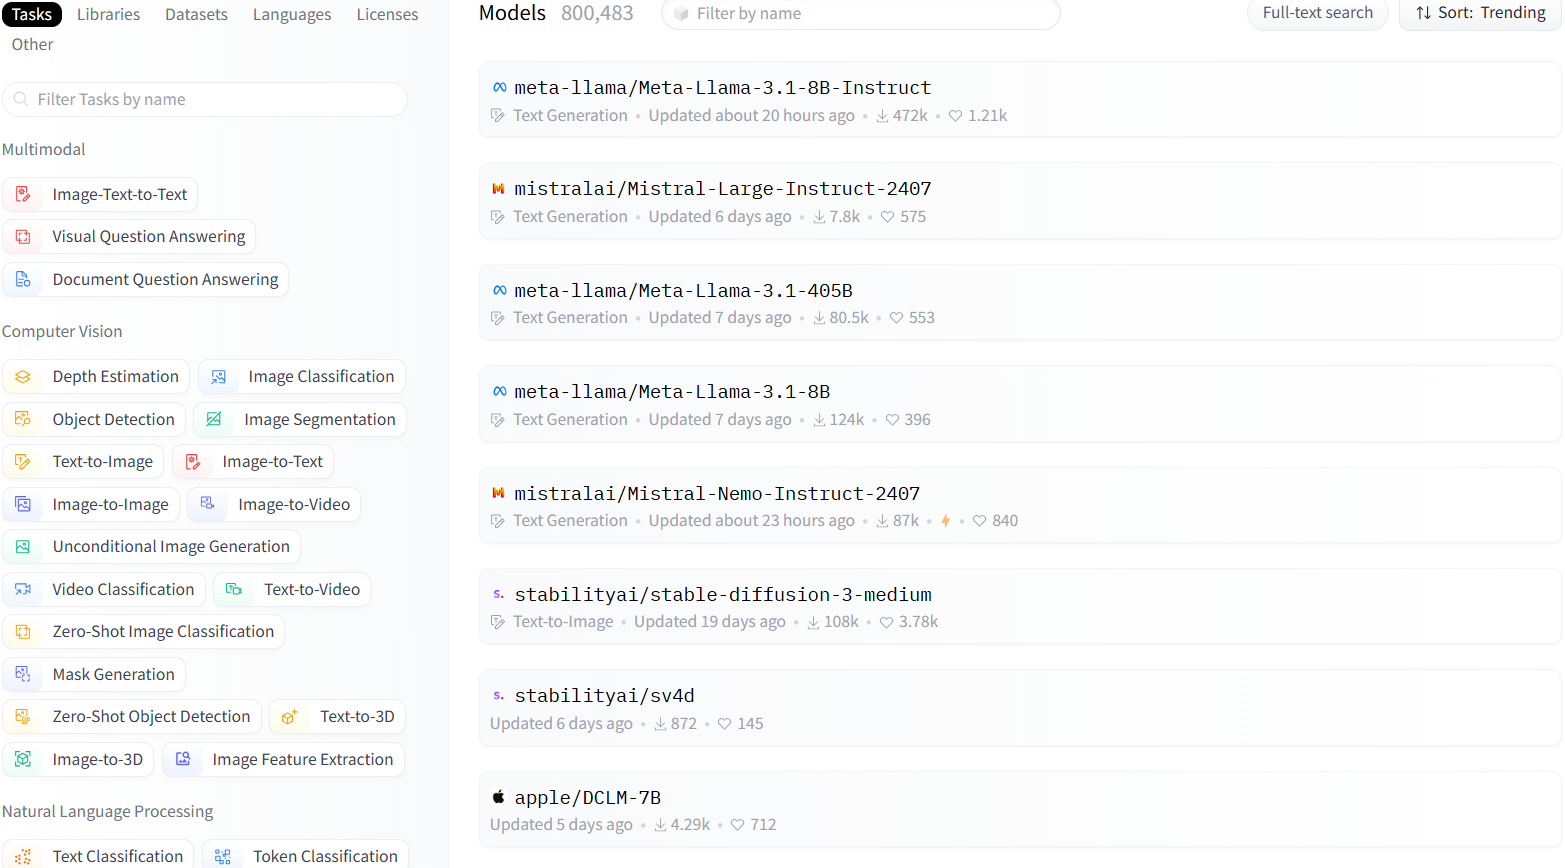 Tasks Libraries Datasets Languages Licenses
Other
Filter Tasks by name
Multimodal
Image-Text-to-Text
Visual Question Answering
Document Question Answering
Computer Vision
Depth Estimation Image Classification
Object Detection Image Segmentation
Text-to-Image Image-to-Text
Image-to-Image Image-to-Video
Unconditional Image Generation
Video Classification Text-to-Video
Zero-Shot Image Classification
Mask Generation
Zero-Shot Object Detection Text-to-3D
Image-to-3D Image Feature Extraction
Natural Language Processing
Text Classification Token Classification
Models 800,483 Filter by name Full-text search Sort: Trending
meta-llama/Meta-Llama-3.1-8B-Instruct
Text Generation • Updated about 20 hours ago • 472k • 1.21k
mistralai/Mistral-Large-Instruct-2407
Text Generation • Updated 6 days ago • 7.8k • 575
meta-llama/Meta-Llama-3.1-405B
Text Generation • Updated 7 days ago • 80.5k • 553
meta-llama/Meta-Llama-3.1-8B
Text Generation • Updated 7 days ago • 124k • 396
mistralai/Mistral-Nemo-Instruct-2407
Text Generation • Updated about 23 hours ago • 87k • • 840
s. stabilityai/stable-diffusion-3-medium
Text-to-Image • Updated 19 days ago • 108k • 3.78k
s. stabilityai/sv4d
Updated 6 days ago • 872 • 145
apple/DCLM-7B
Updated 5 days ago • 4.29k • 712